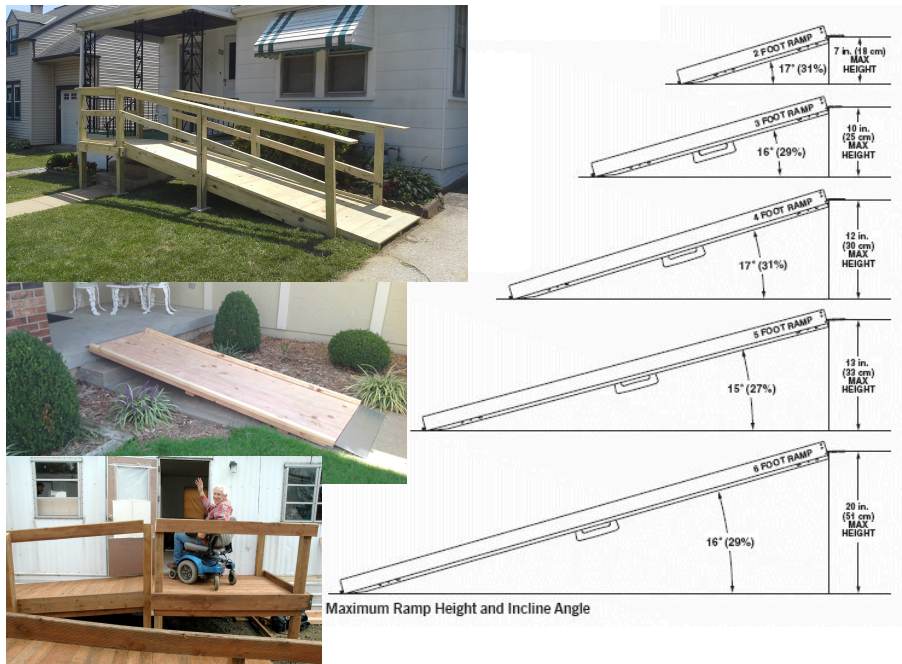 2 FOOT RAMP
17° (31%)
7 in. (18 cm)
MAX
HEIGHT
3 FOOT RAMP
16° (29%)
10 in.
(25 cm)
MAX
HEIGHT
4 FOOT RAMP
17° (31%)
12 in.
(30 cm)
MAX
HEIGHT
5 FOOT RAMP
15° (27%)
13 in.
(33 cm)
MAX
HEIGHT
6 FOOT RAMP
16° (29%)
20 in.
(51 cm)
MAX
HEIGHT
Maximum Ramp Height and Incline Angle